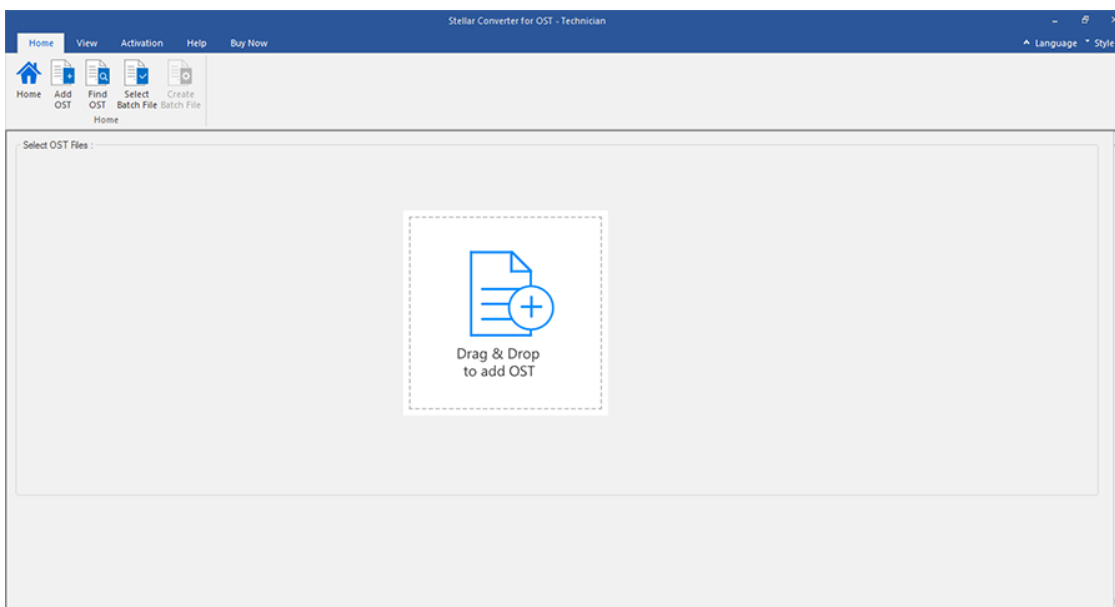 Stellar Converter for OST - Technician
Home View Activation Help Buy Now
Language Style
Home Add OST Find OST Select Batch File Create Batch File
Home
Select OST Files :
Drag & Drop
to add OST